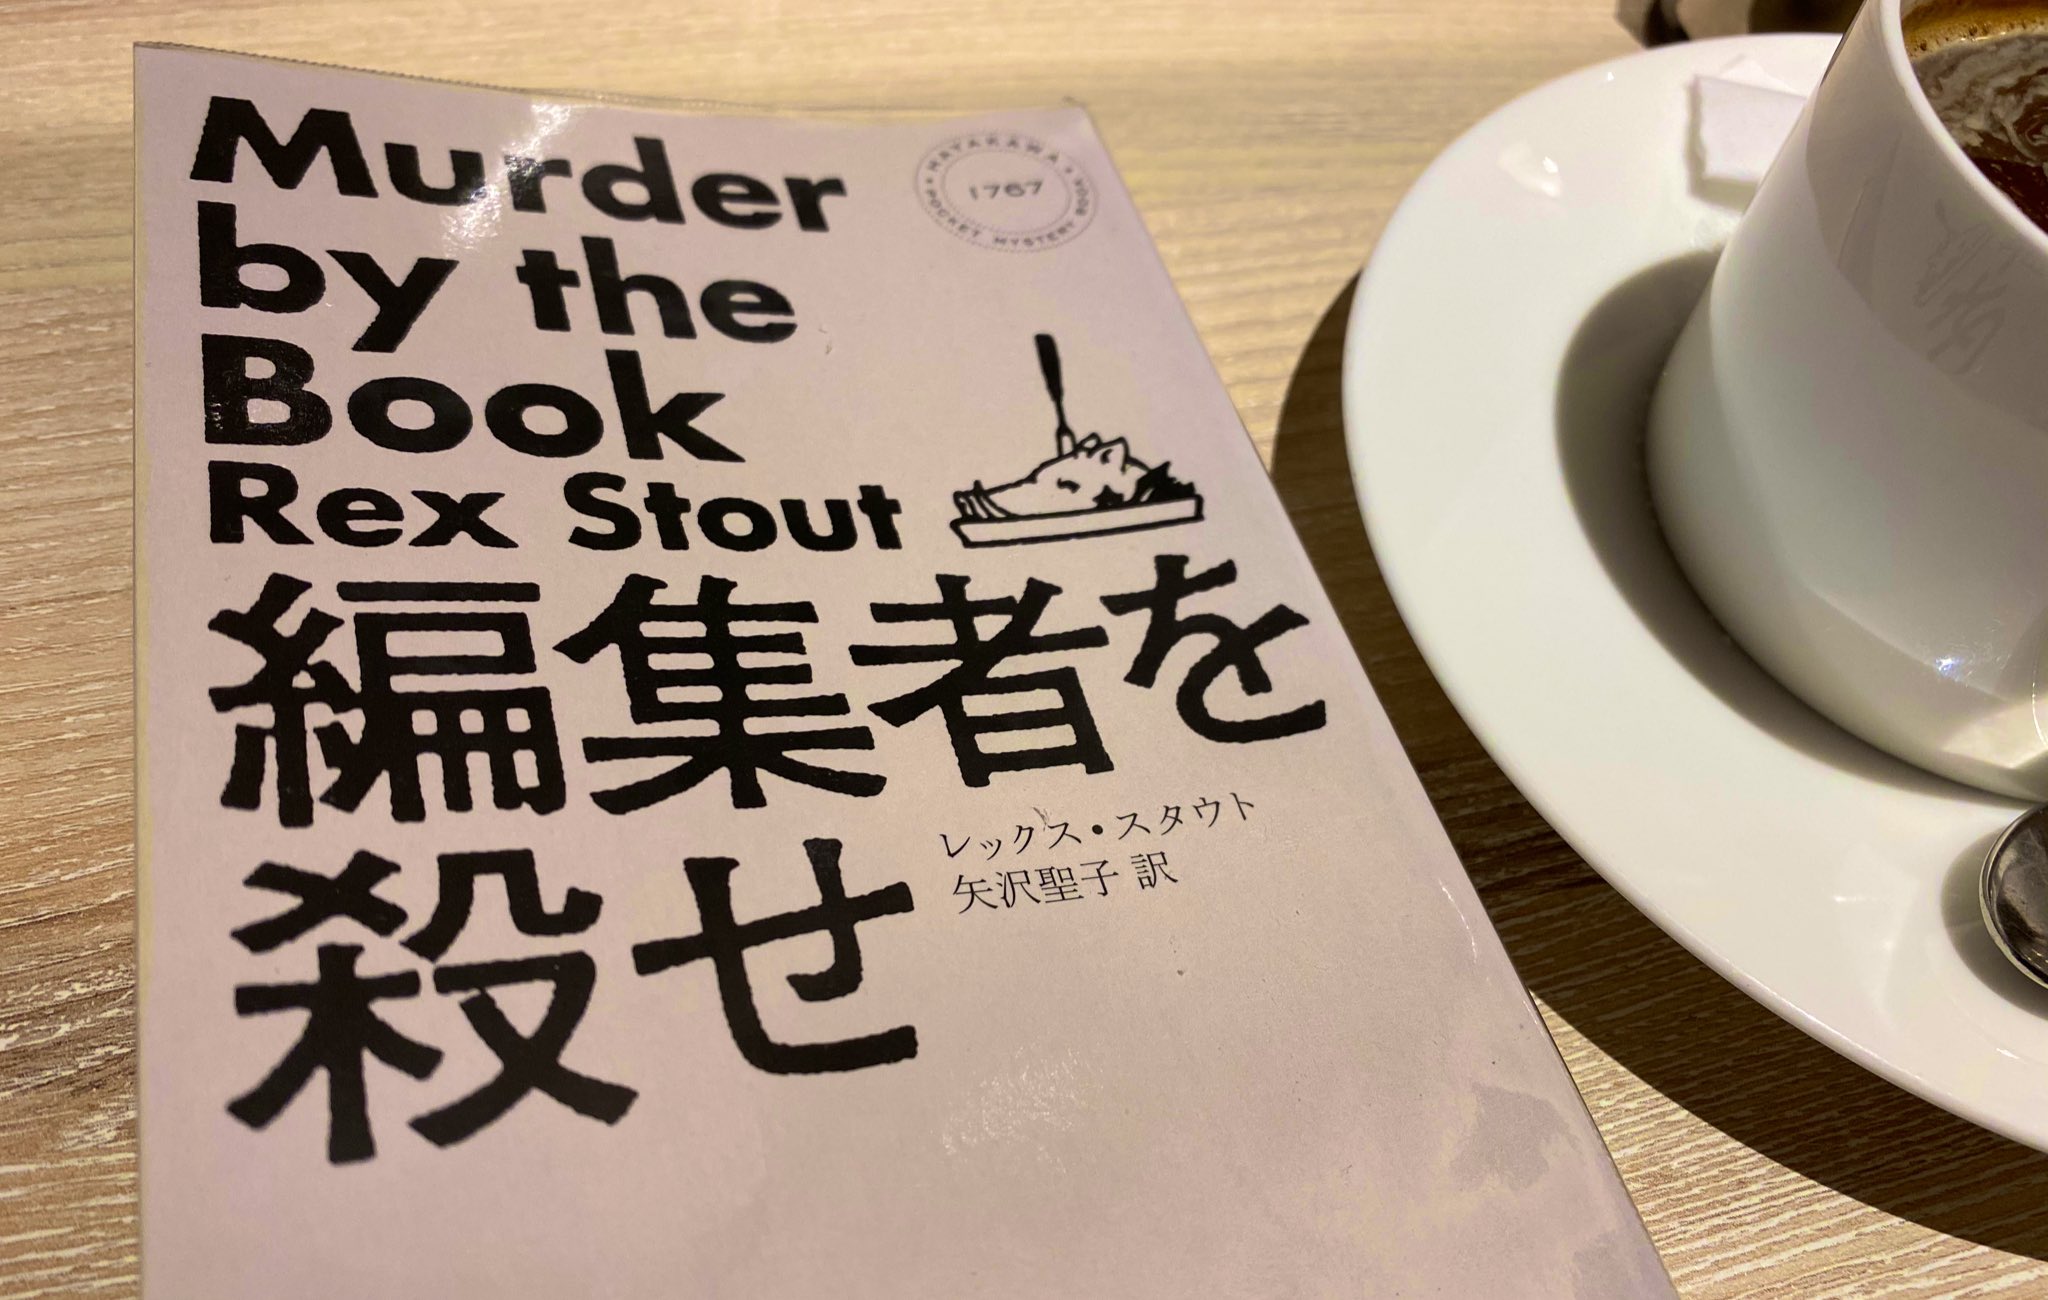 Murder
by the
Book
Rex Stout
HAYAKAWA
1767
POCKET MYSTERY BOOK
編集者を
殺せ
レックス・スタウト
矢沢聖子 訳